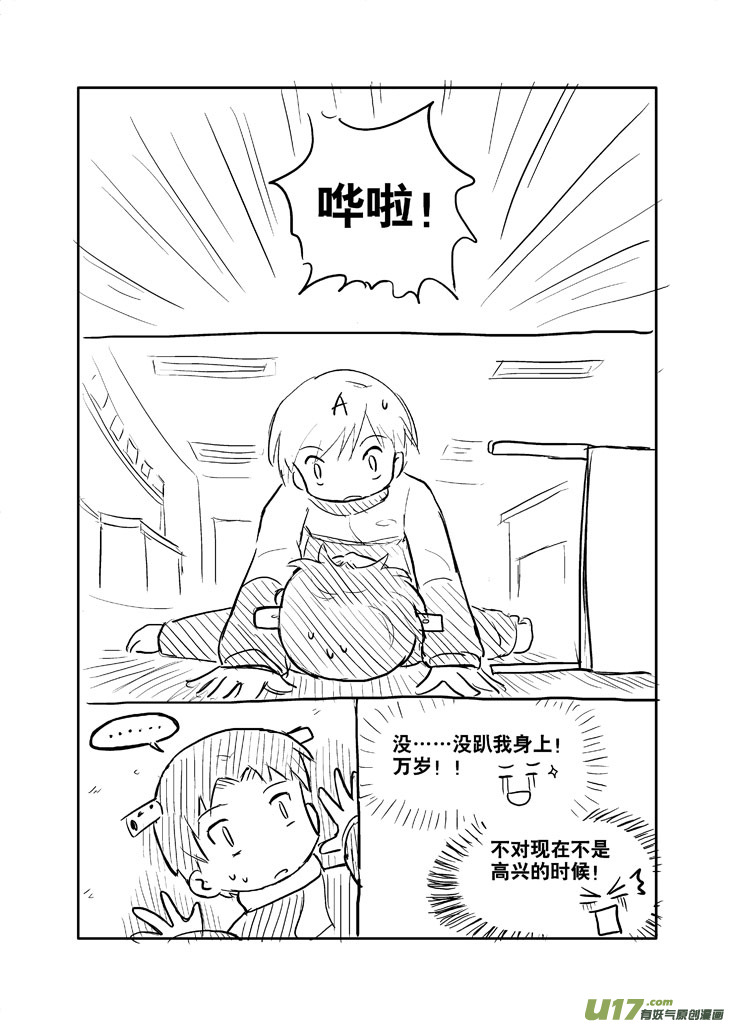 哗啦！
A
……
没……没趴我身上！
万岁！！
不对现在不是
高兴的时候！
U17.com
有妖气原创漫画